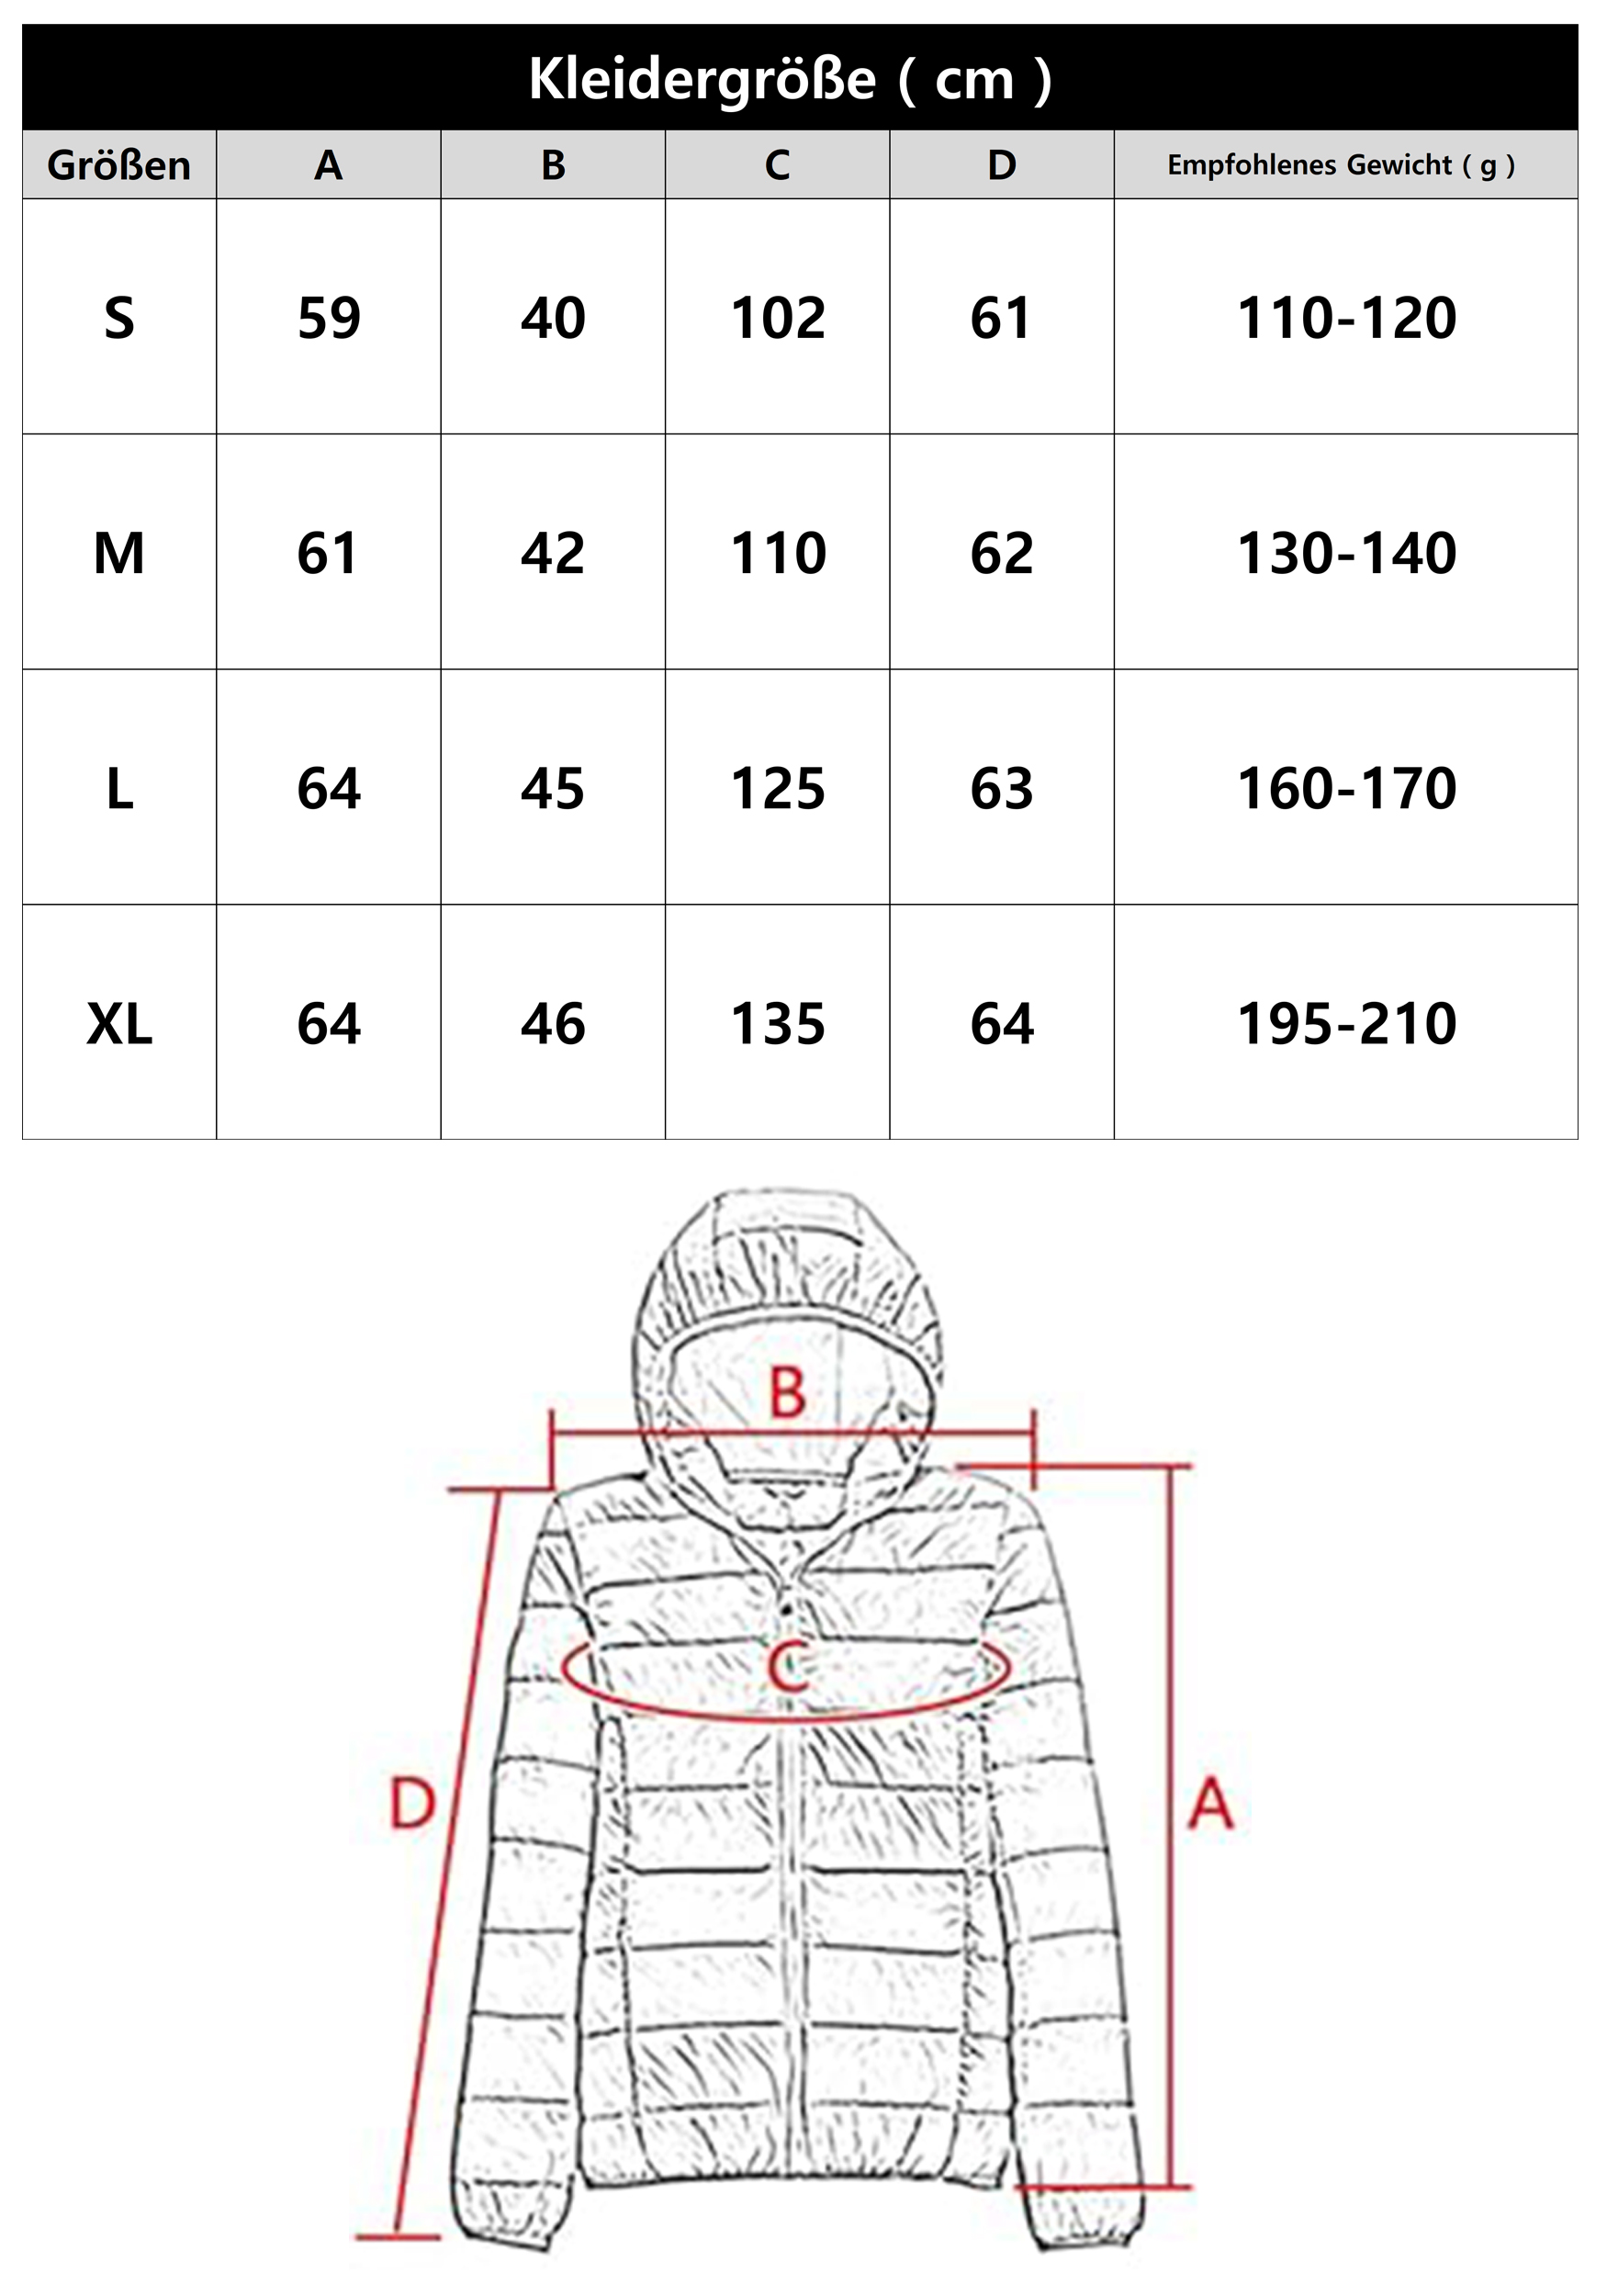 Kleidergröße ( cm )
Größen A B C D Empfohlenes Gewicht ( g )
S 59 40 102 61 110-120
M 61 42 110 62 130-140
L 64 45 125 63 160-170
XL 64 46 135 64 195-210
B
C
D A